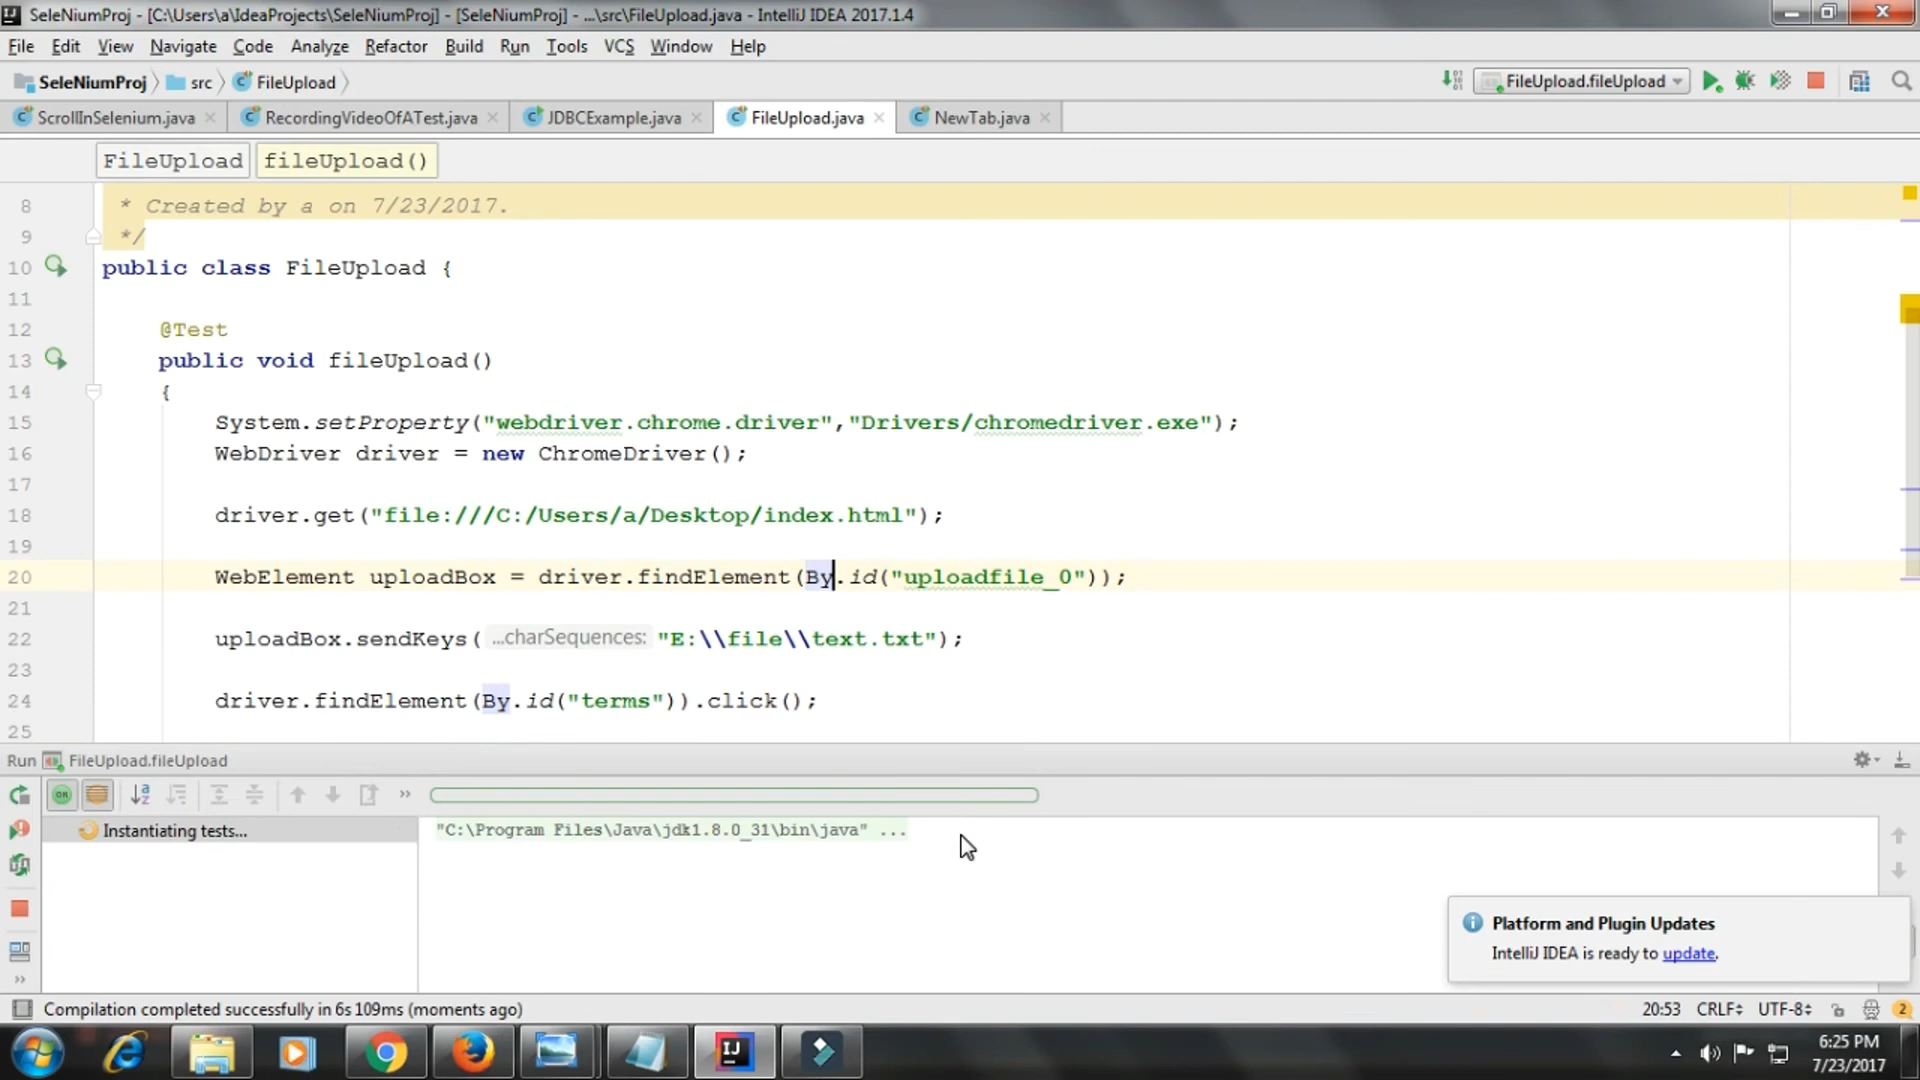 SeleNiumProj - [C:\Users\a\IdeaProjects\SeleNiumProj] - [SeleNiumProj] - ...\src\FileUpload.java - IntelliJ IDEA 2017.1.4
File Edit View Navigate Code Analyze Refactor Build Run Tools VCS Window Help
SeleNiumProj src FileUpload FileUpload.fileUpload
ScrollInSelenium.java RecordingVideoOfATest.java JDBCExample.java FileUpload.java NewTab.java
FileUpload fileUpload()
8 * Created by a on 7/23/2017.
9 */
10 public class FileUpload {
11
12 @Test
13 public void fileUpload()
14 {
15 System.setProperty("webdriver.chrome.driver","Drivers/chromedriver.exe");
16 WebDriver driver = new ChromeDriver();
17
18 driver.get("file:///C:/Users/a/Desktop/index.html");
19
20 WebElement uploadBox = driver.findElement(By.id("uploadfile_0"));
21
22 uploadBox.sendKeys( ...charSequences: "E:\\file\\text.txt");
23
24 driver.findElement(By.id("terms")).click();
25
Run FileUpload.fileUpload
Instantiating tests...
"C:\Program Files\Java\jdk1.8.0_31\bin\java" ...
Platform and Plugin Updates
IntelliJ IDEA is ready to update.
Compilation completed successfully in 6s 109ms (moments ago) 20:53 CRLF UTF-8 2
6:25 PM
7/23/2017